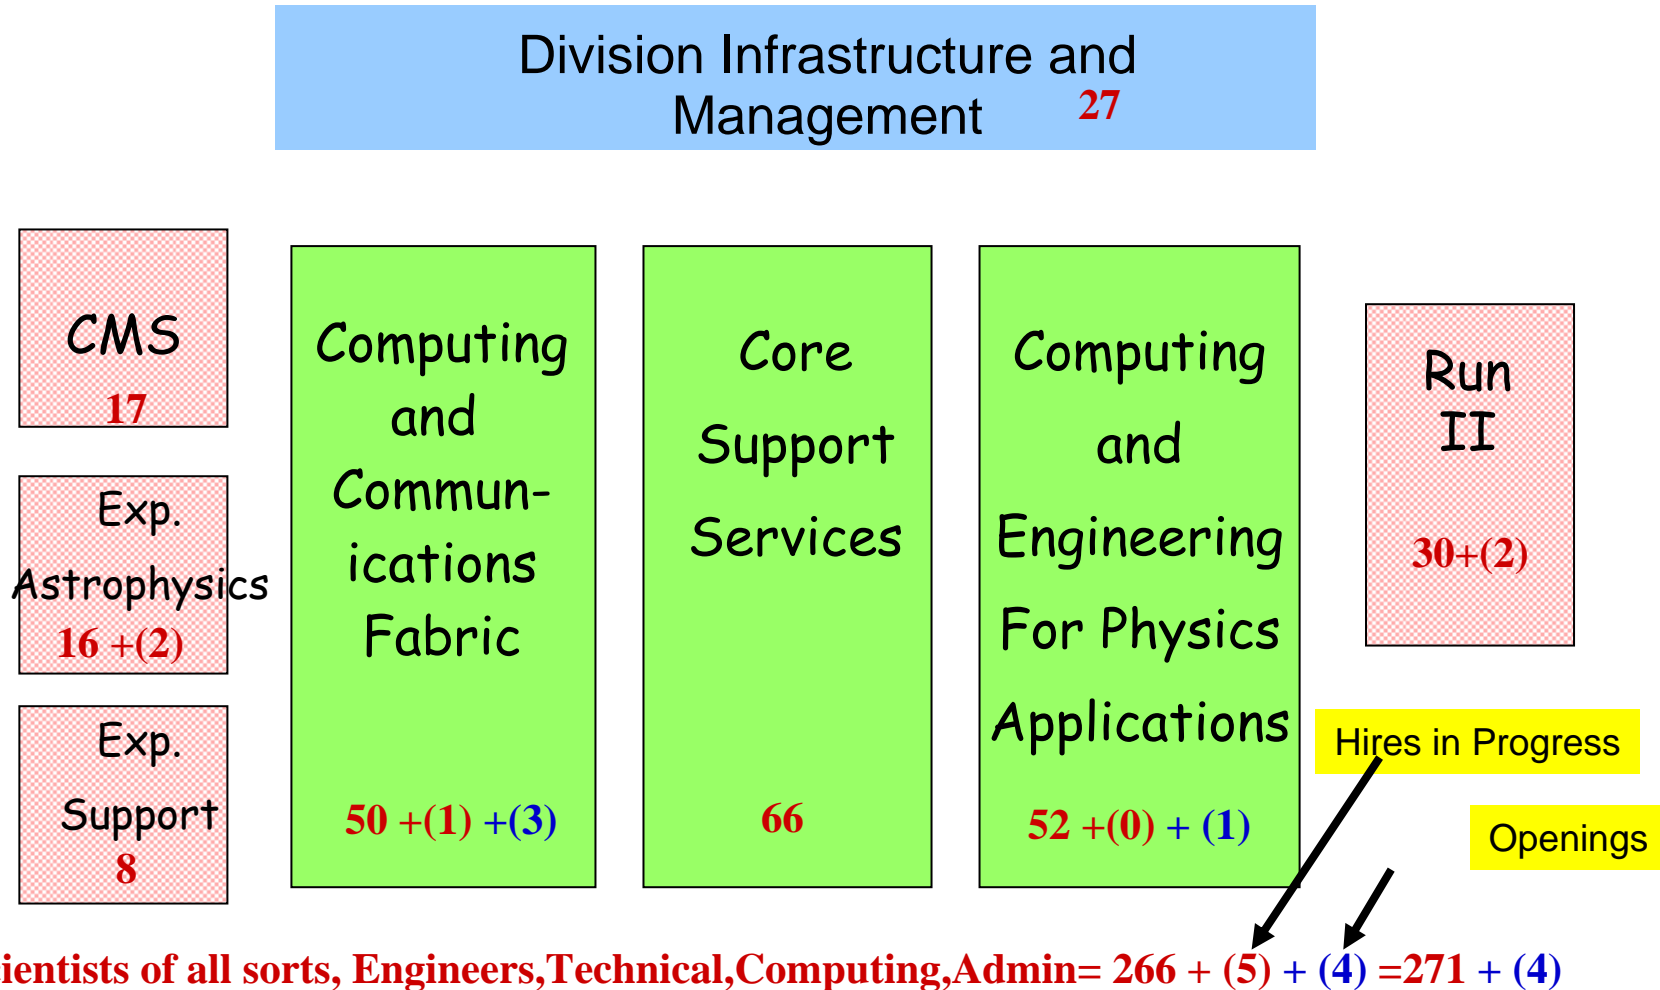 Division Infrastructure and
Management 27
CMS
17
Exp.
Astrophysics
16 +(2)
Exp.
Support
8
Computing
and
Commun-
ications
Fabric
50 +(1) +(3)
Core
Support
Services
66
Computing
and
Engineering
For Physics
Applications
52 +(0) + (1)
Run
II
30+(2)
Hires in Progress
Openings
ientists of all sorts, Engineers,Technical,Computing,Admin= 266 + (5) + (4) =271 + (4)